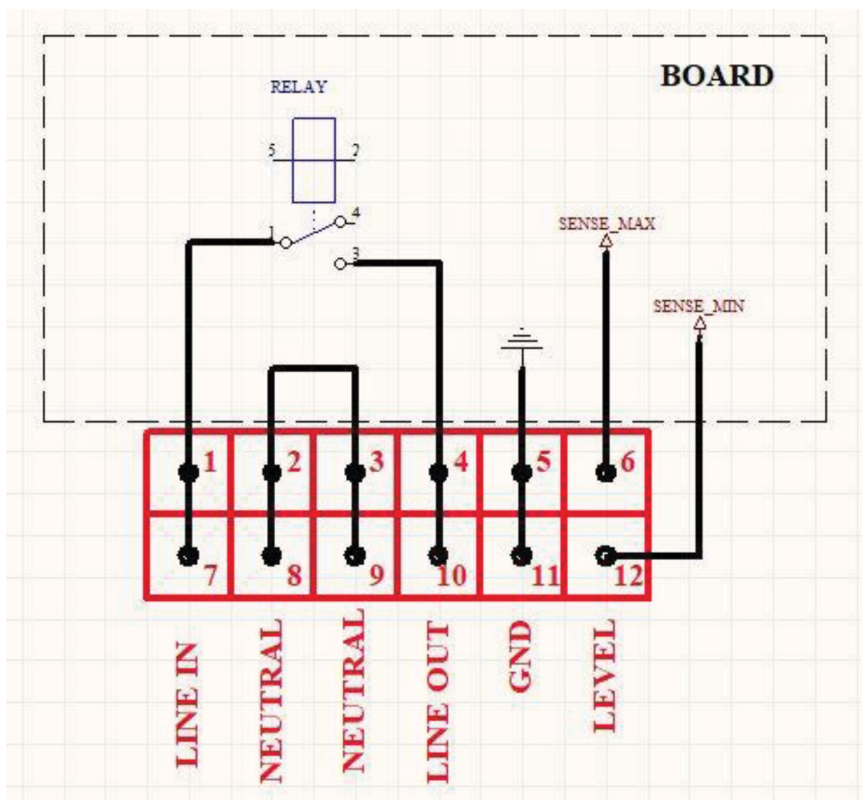 BOARD
RELAY
5 2
4
1
3
SENSE_MAX
SENSE_MIN
1 2 3 4 5 6
7 8 9 10 11 12
LINE IN
NEUTRAL
NEUTRAL
LINE OUT
GND
LEVEL